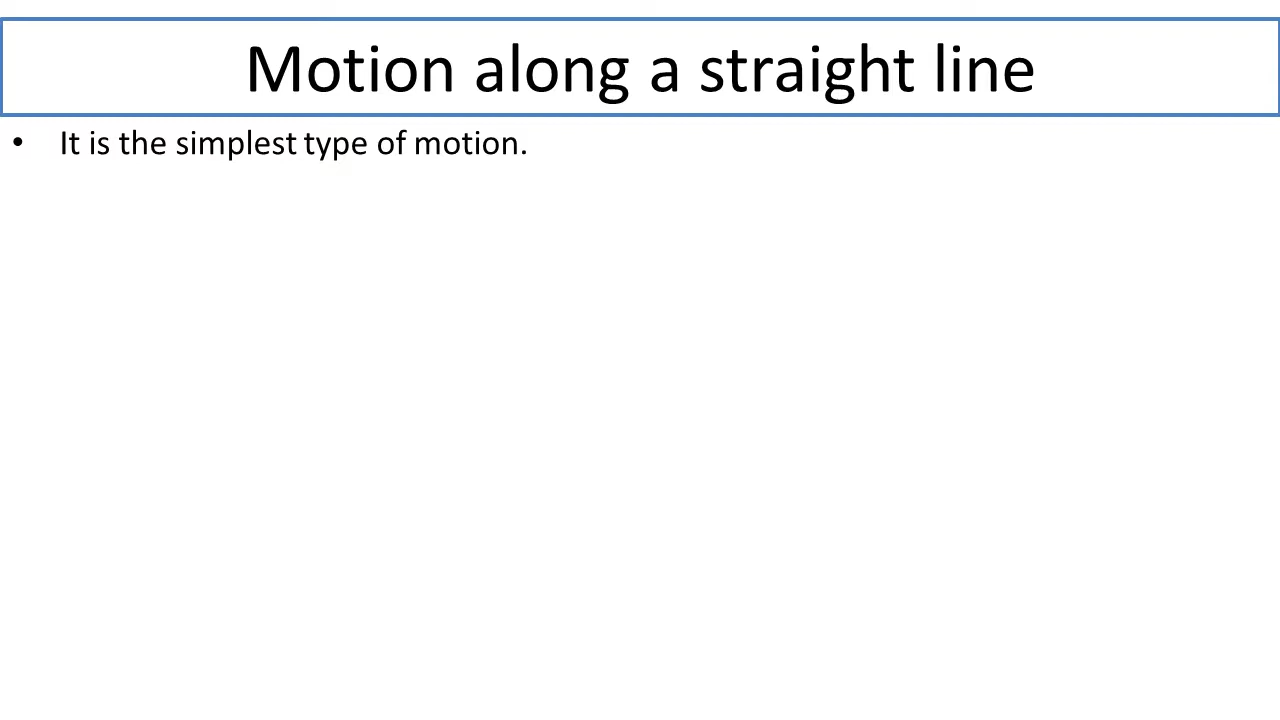 Motion along a straight line
• It is the simplest type of motion.